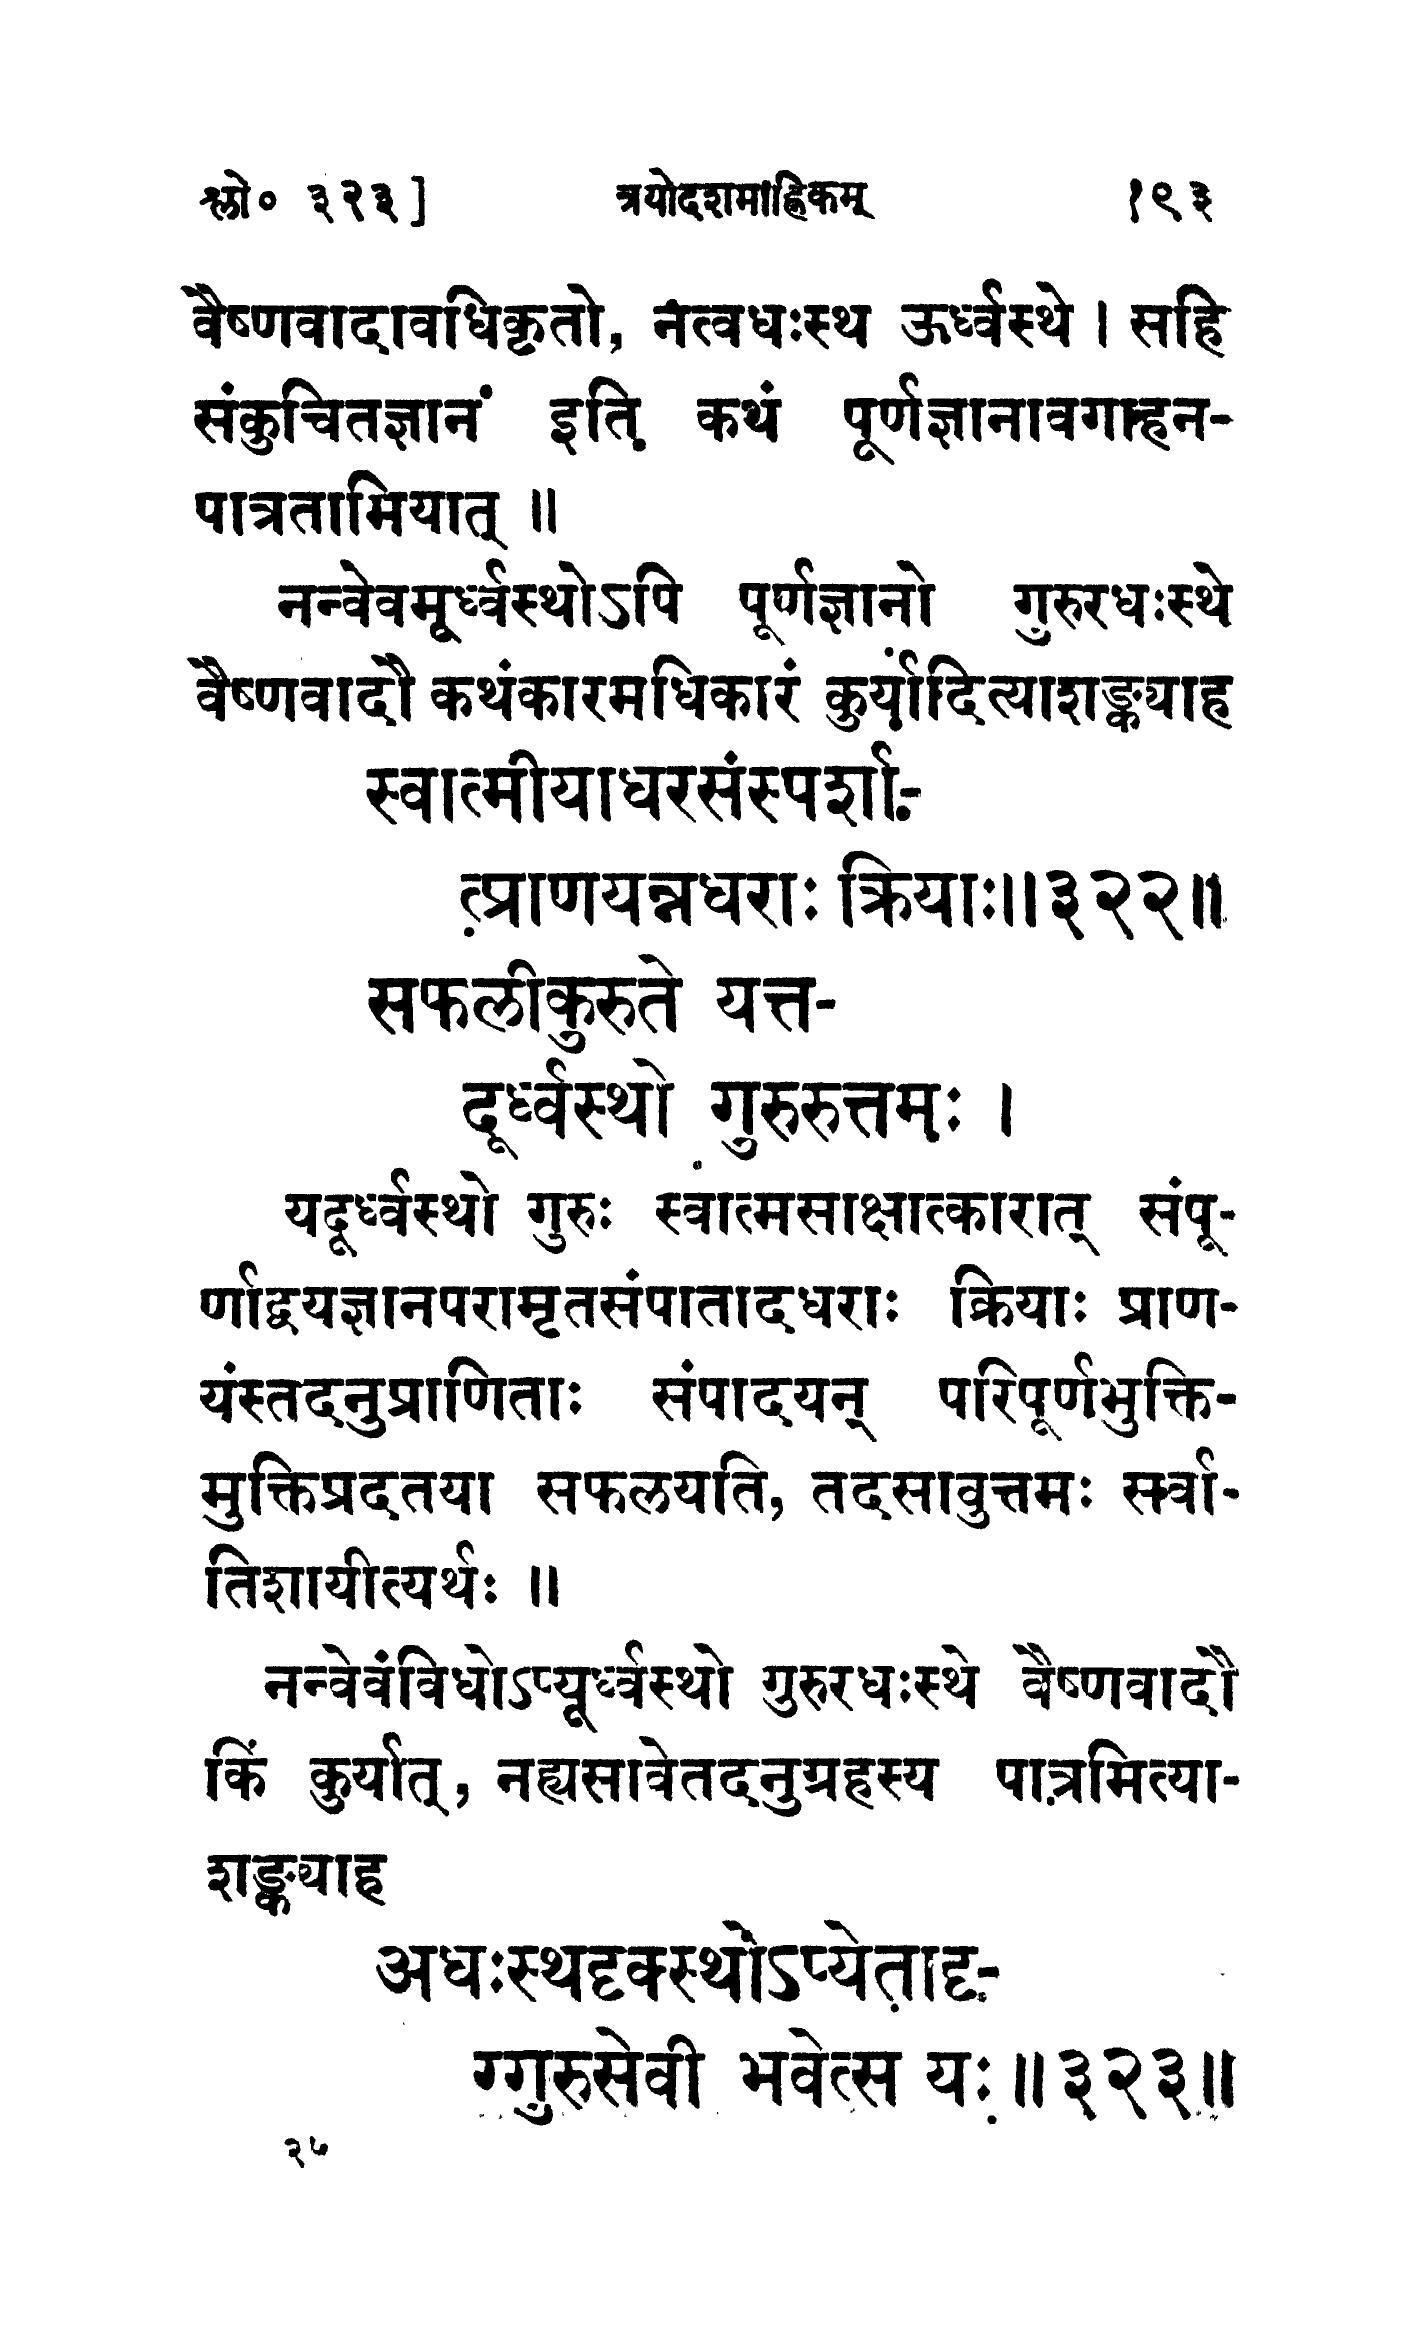 श्लो० ३२३] त्रयोदशमाह्निकम् १९३
वैष्णवादावधिकृतो, नत्वधःस्थ ऊर्ध्वस्थे । सहि
संकुचितज्ञानं इति कथं पूर्णज्ञानावगाहन-
पात्रतामियात् ॥
नन्वेवमूर्ध्वस्थोऽपि पूर्णज्ञानो गुरुरधःस्थे
वैष्णवादौ कथंकारमधिकारं कुर्यादित्याशङ्क्याह
स्वात्मीयाधरसंस्पर्शा-
त्प्राणयन्नधराः क्रियाः॥३२२॥
सफलीकुरुते यत्त-
दूर्ध्वस्थो गुरुरुत्तमः ।
यदूर्ध्वस्थो गुरुः स्वात्मसाक्षात्कारात् संपू-
र्णाद्वयज्ञानपरामृतसंपातादधराः क्रियाः प्राण-
यंस्तदनुप्राणिताः संपादयन् परिपूर्णभुक्ति-
मुक्तिप्रदतया सफलयति, तदसावुत्तमः सर्वा-
तिशायीत्यर्थः ॥
नन्वेवंविधोऽप्यूर्ध्वस्थो गुरुरधःस्थे वैष्णवादौ
किं कुर्यात्, नह्यसावेतदनुग्रहस्य पात्रमित्या-
शङ्क्याह
अधःस्थदृक्स्थोऽप्येतादृ-
ग्गुरुसेवी भवेत्स यः ॥३२३॥
२५